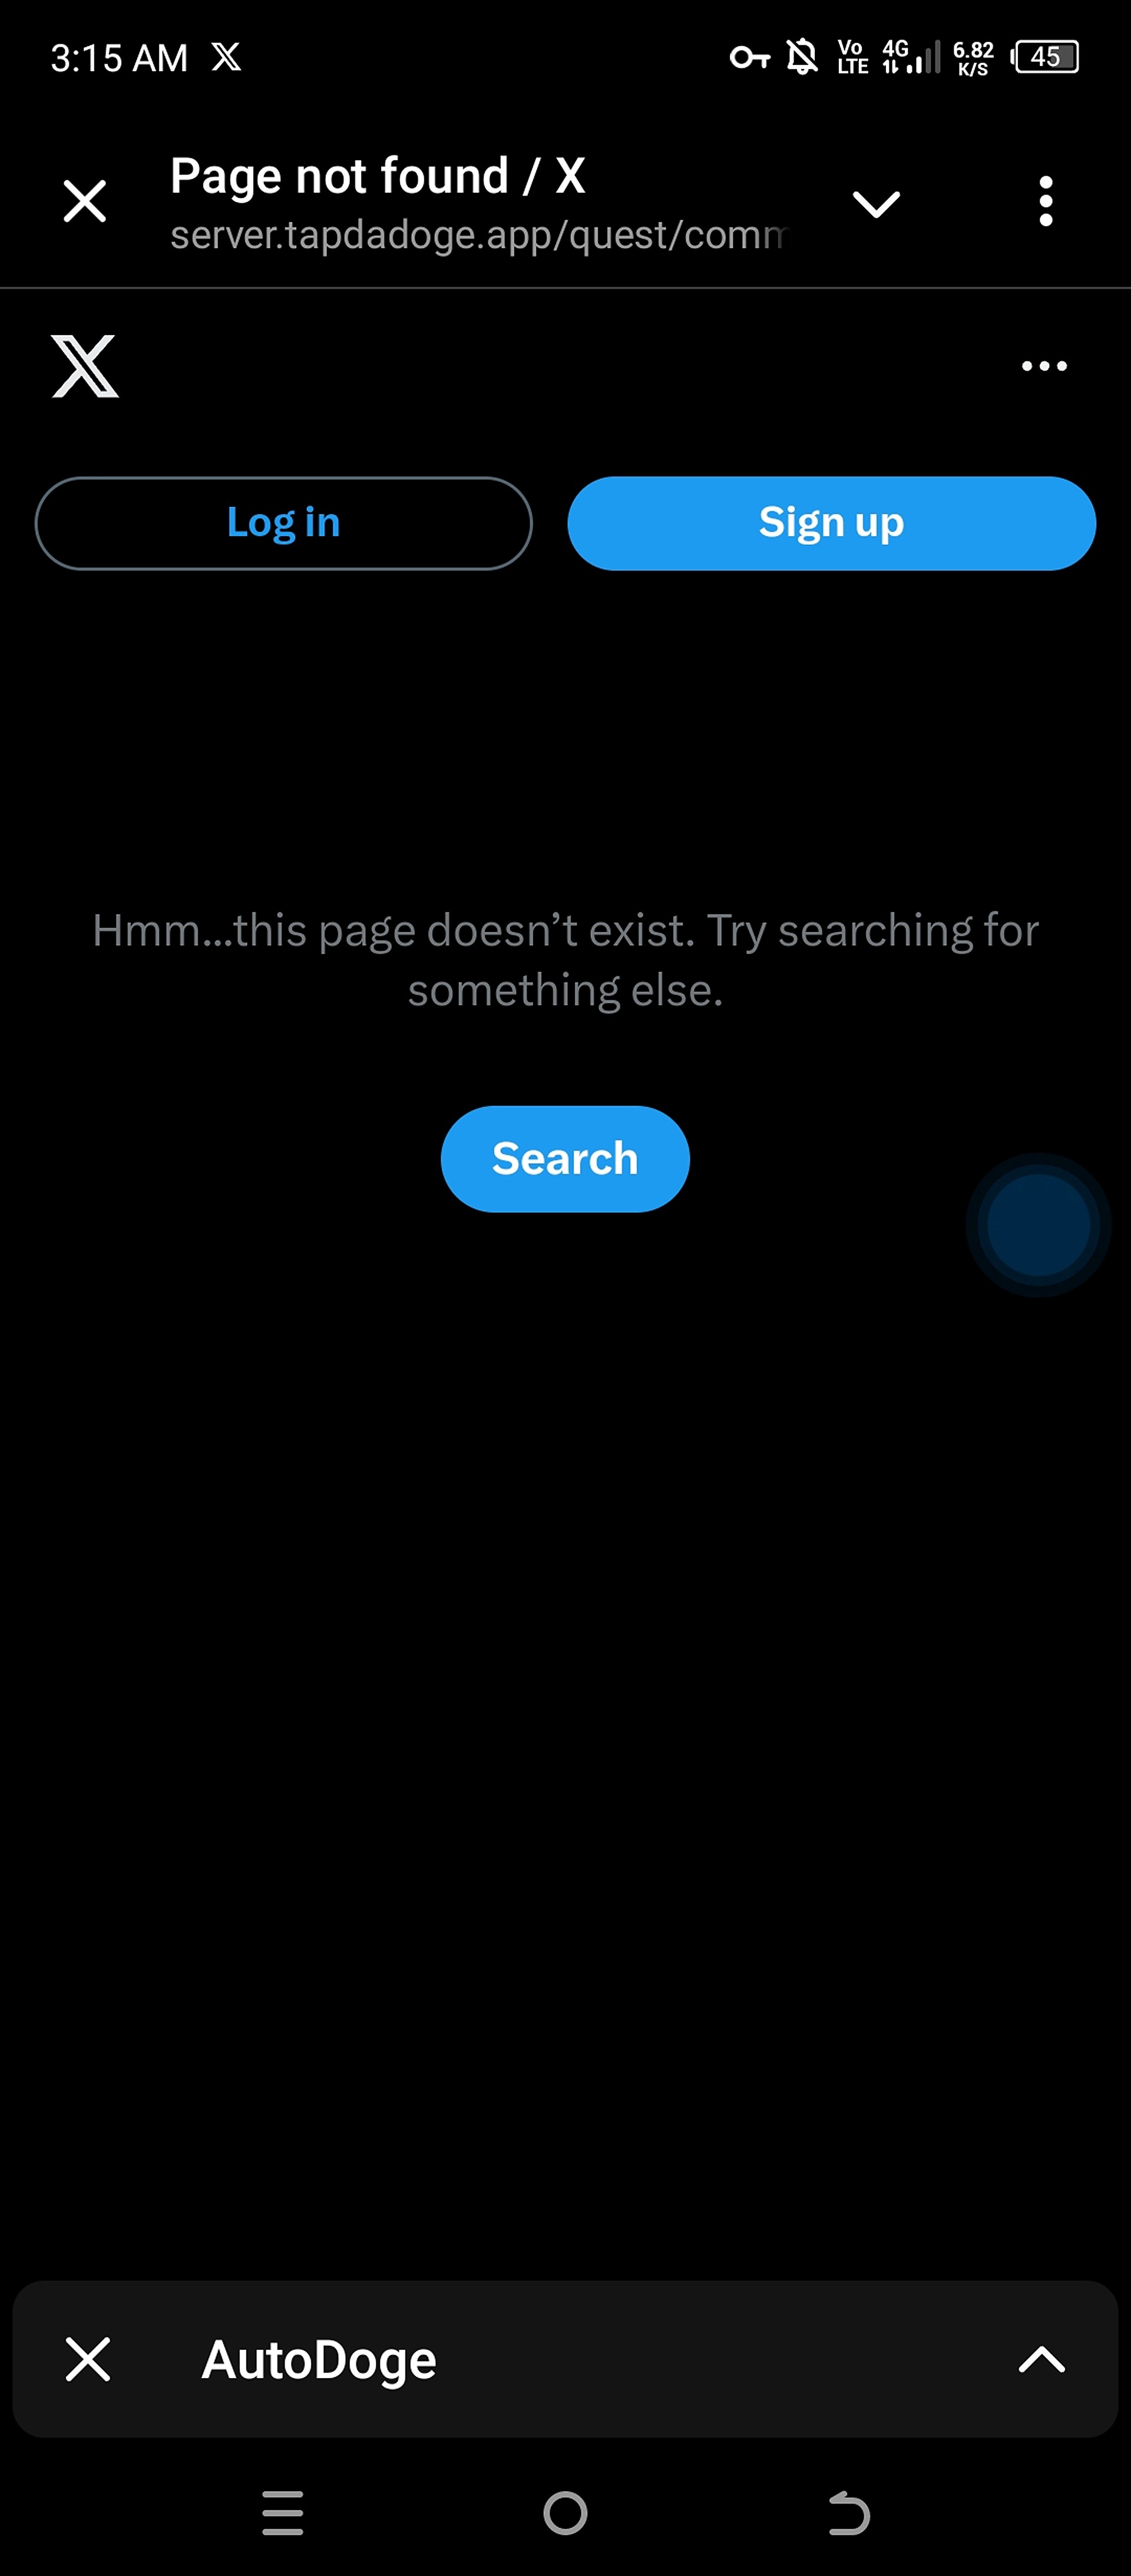 3:15 AM
Vo LTE 4G 6.82 K/S 45
Page not found / X
server.tapdadoge.app/quest/comm
Log in
Sign up
Hmm...this page doesn’t exist. Try searching for
something else.
Search
AutoDoge